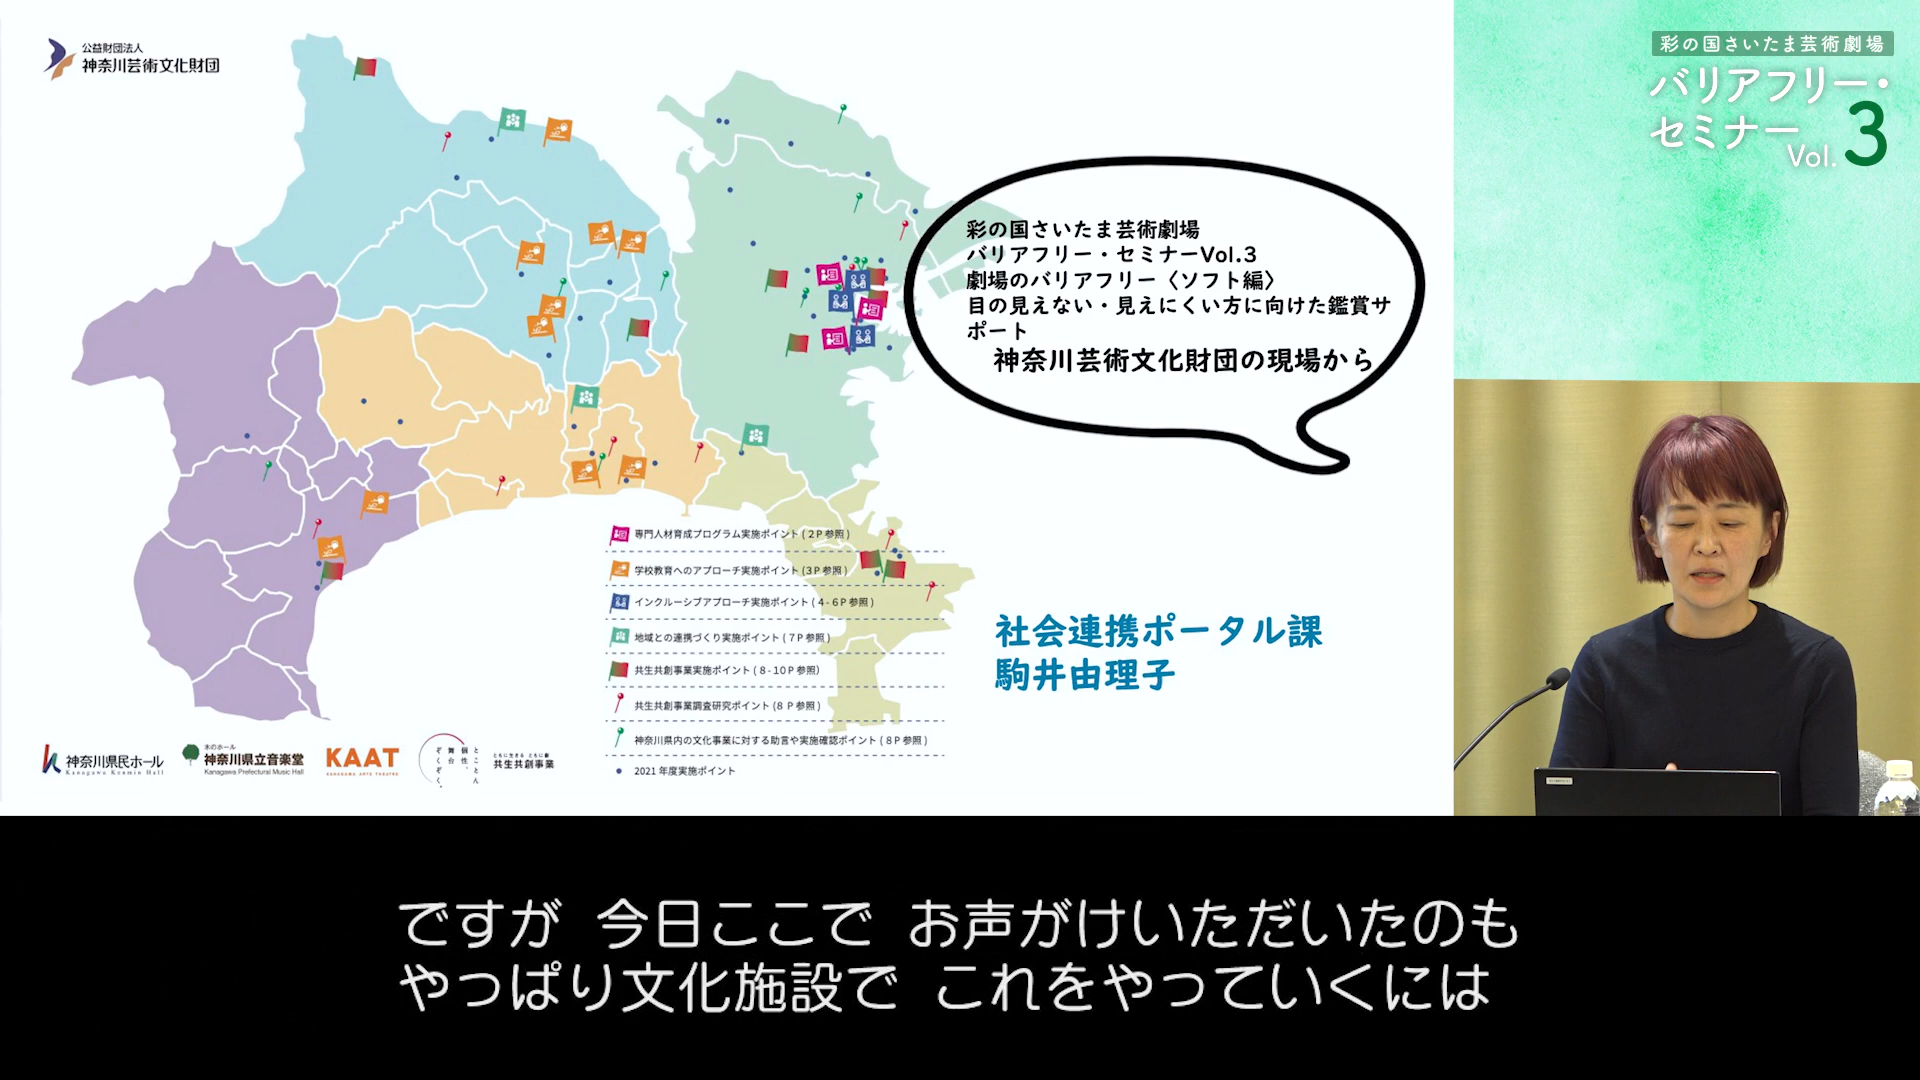 公益財団法人
神奈川芸術文化財団
彩の国さいたま芸術劇場
バリアフリー・
セミナー
Vol. 3
彩の国さいたま芸術劇場
バリアフリー・セミナーVol.3
劇場のバリアフリー〈ソフト編〉
目の見えない・見えにくい方に向けた鑑賞サ
ポート
神奈川芸術文化財団の現場から
専門人材育成プログラム実施ポイント ( 2P 参照 )
学校教育へのアプローチ実施ポイント (3P 参照 )
インクルーシブアプローチ実施ポイント ( 4 - 6P 参照 )
地域との連携づくり実施ポイント ( 7P 参照 )
共生共創事業実施ポイント ( 8 - 10P 参照)
共生共創事業調査研究ポイント (8 P 参照 )
神奈川県内の文化事業に対する助言や実施確認ポイント ( 8P 参照 )
2021 年度実施ポイント
社会連携ポータル課
駒井由理子
神奈川県民ホール
Kanagawa Kenmin Hall
木のホール
神奈川県立音楽堂
Kanagawa Prefectural Music Hall
KAAT
KANAGAWA ARTS THEATRE
とことん
個性、
舞台
ぞくぞく。
ともに生きる ともに創る
共生共創事業
ですが 今日ここで お声がけいただいたのも
やっぱり文化施設で これをやっていくには